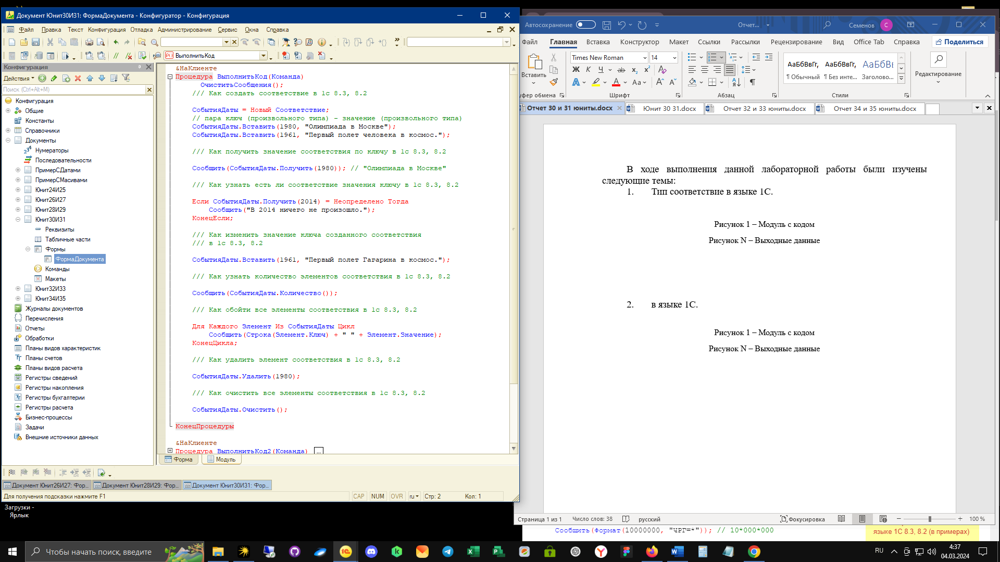 Документ Юнит30И31: ФормаДокумента - Конфигуратор - Конфигурация
Файл Правка Текст Конфигурация Отладка Администрирование Сервис Окна Справка
ВыполнитьКод
Конфигурация
Действия
Поиск (Ctrl+Alt+M)
Конфигурация
Общие
Константы
Справочники
Документы
Нумераторы
Последовательности
ПримерСДатами
ПримерСМасивами
Юнит24И25
Юнит26И27
Юнит28И29
Юнит30И31
Реквизиты
Табличные части
Формы
ФормаДокумента
Команды
Макеты
Юнит32И33
Юнит34И35
Журналы документов
Перечисления
Отчеты
Обработки
Планы видов характеристик
Планы счетов
Планы видов расчета
Регистры сведений
Регистры накопления
Регистры бухгалтерии
Регистры расчета
Бизнес-процессы
Задачи
Внешние источники данных
&НаКлиенте
Процедура ВыполнитьКод(Команда)
ОчиститьСообщения();
/// Как создать соответствие в 1с 8.3, 8.2
СобытияДаты = Новый Соответствие;
// пара ключ (произвольного типа) - значение (произвольного типа)
СобытияДаты.Вставить(1980, "Олимпиада в Москве");
СобытияДаты.Вставить(1961, "Первый полет человека в космос.");
/// Как получить значение соответствия по ключу в 1с 8.3, 8.2
Сообщить(СобытияДаты.Получить(1980)); // "Олимпиада в Москве"
/// Как узнать есть ли соответствие значения ключу в 1с 8.3, 8.2
Если СобытияДаты.Получить(2014) = Неопределено Тогда
Сообщить("В 2014 ничего не произошло.");
КонецЕсли;
/// Как изменить значение ключа созданного соответствия
/// в 1с 8.3, 8.2
СобытияДаты.Вставить(1961, "Первый полет Гагарина в космос.");
/// Как узнать количество элементов соответствия в 1с 8.3, 8.2
Сообщить(СобытияДаты.Количество());
/// Как обойти все элементы соответствия в 1с 8.3, 8.2
Для Каждого Элемент Из СобытияДаты Цикл
Сообщить(Строка(Элемент.Ключ) + " " + Элемент.Значение);
КонецЦикла;
/// Как удалить элемент соответствия в 1с 8.3, 8.2
СобытияДаты.Удалить(1980);
/// Как очистить все элементы соответствия в 1с 8.3, 8.2
СобытияДаты.Очистить();
КонецПроцедуры
&НаКлиенте
Процедура ВыполнитьКод2(Команда) ...
Форма Модуль
Документ Юнит26И27: Фор... Документ Юнит28И29: Фор... Документ Юнит30И31: Фор...
Для получения подсказки нажмите F1 CAP NUM OVR ru Стр: 2 Кол: 1
Загрузки -
Ярлык
Автосохранение Отчет... Семенов С
Файл Главная Вставка Конструктор Макет Ссылки Рассылки Рецензирование Вид Office Tab Справка Поделиться
Times New Roman 14
Вставить
Ж К Ч ab x₂ x²
Aa
АаБбВвГг, АаБбВвГг, АаБбВı
¶ Обычный ¶ Без инте... Заголово...
Редактирование
уфер обмена Шрифт Абзац Стили
Отчет 30 и 31 юниты.docx Юнит 30 31.docx Отчет 32 и 33 юниты.docx Отчет 34 и 35 юниты.docx
В ходе выполнения данной лабораторной работы были изучены
следующие темы:
1. Тип соответствие в языке 1С.
Рисунок 1 – Модуль с кодом
Рисунок N – Выходные данные
2. в языке 1С.
Рисунок 1 – Модуль с кодом
Рисунок N – Выходные данные
Страница 1 из 1 Число слов: 38 русский Фокусировка 100 %
Сообщить(Формат(10000000, "ЧРГ=*")); // 10*000*000
языке 1С 8.3, 8.2 (в примерах)
Чтобы начать поиск, введите
RU 4:37
04.03.2024